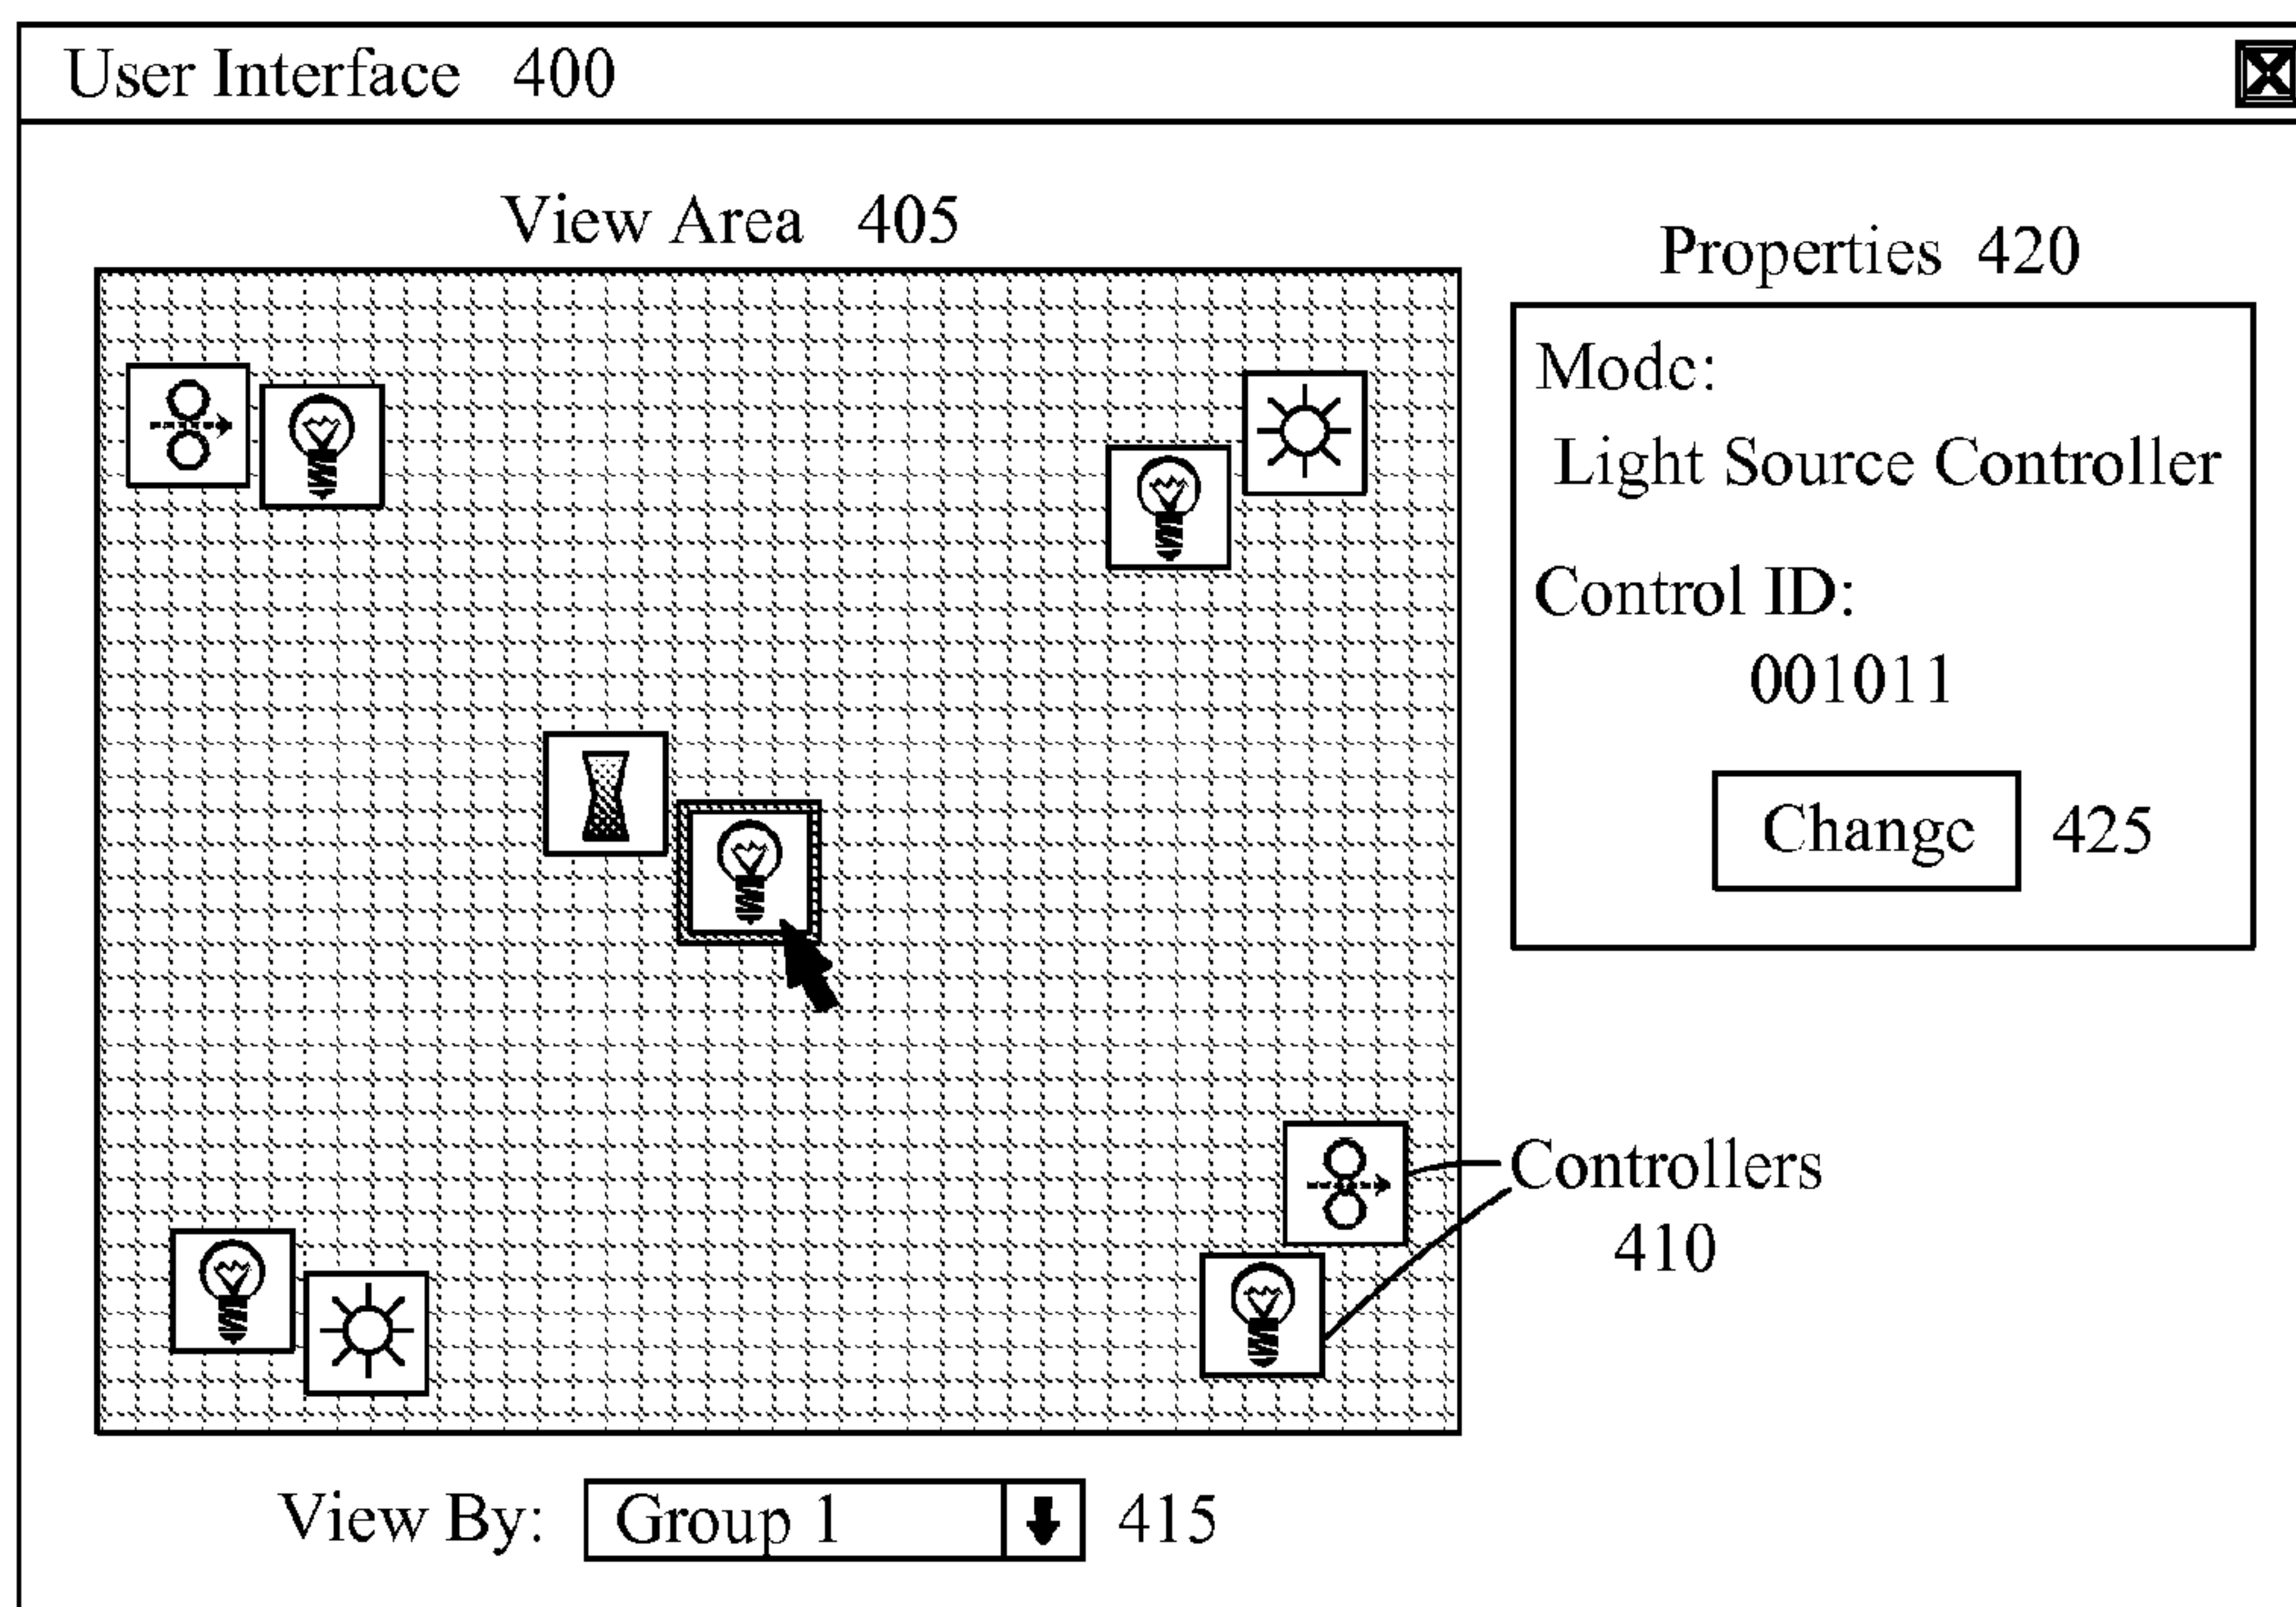 User Interface 400
View Area 405
Properties 420
Mode:
Light Source Controller
Control ID:
001011
Change 425
Controllers
410
View By: Group 1 415